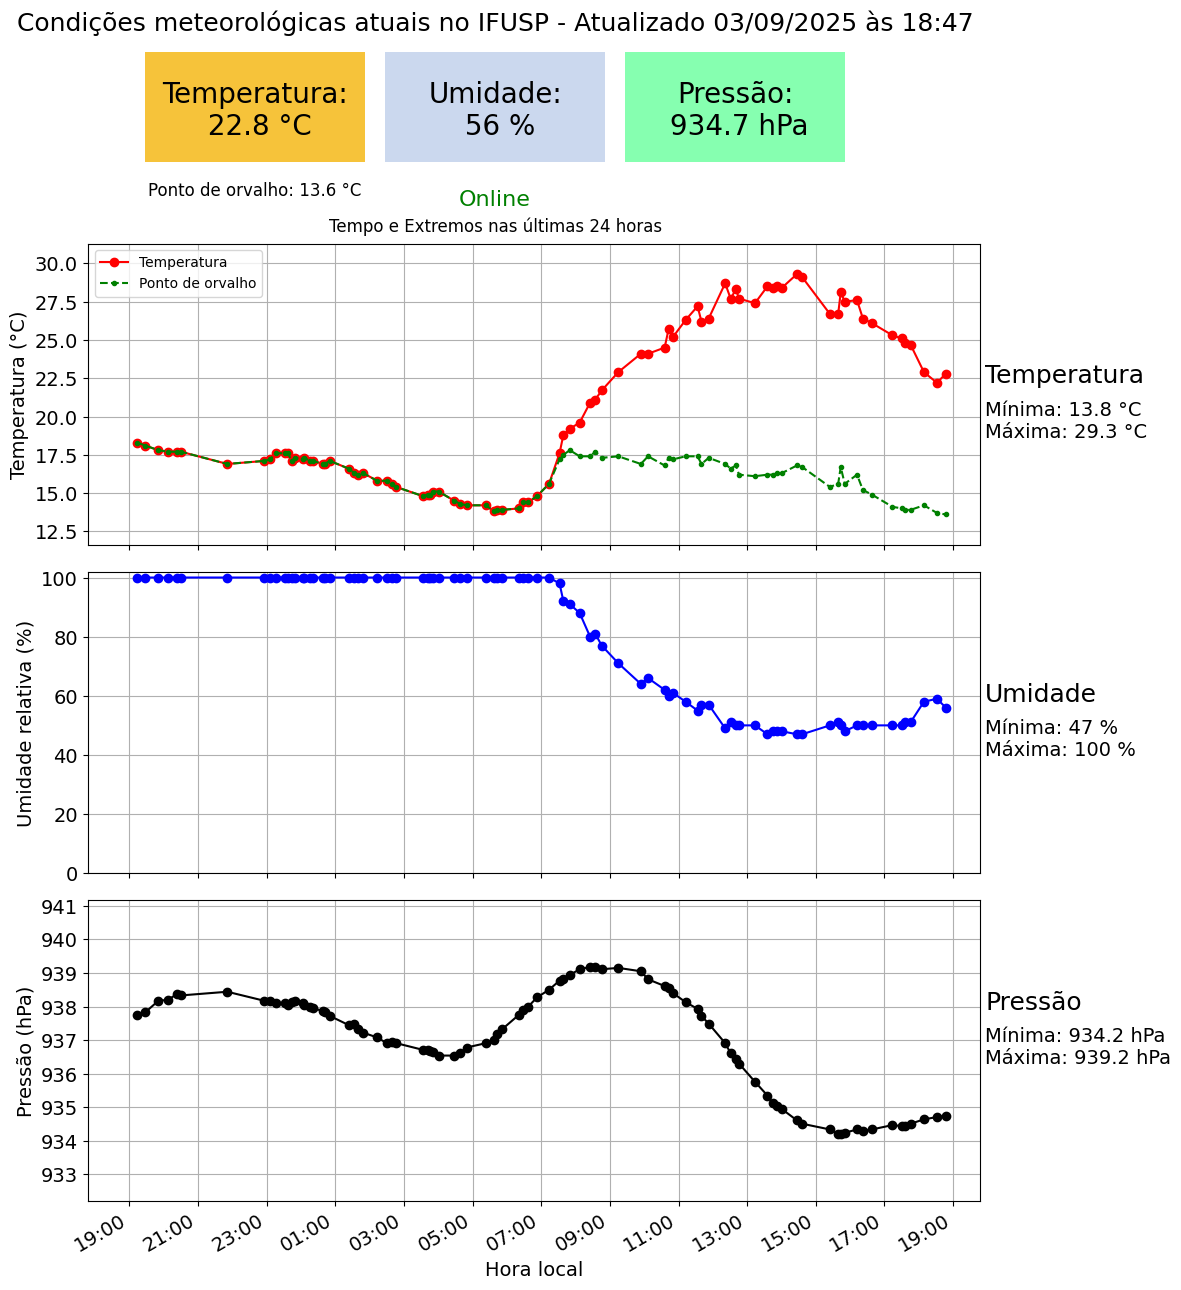 Condições meteorológicas atuais no IFUSP - Atualizado 03/09/2025 às 18:47
Temperatura:
22.8 °C
Umidade:
56 %
Pressão:
934.7 hPa
Ponto de orvalho: 13.6 °C
Online
Tempo e Extremos nas últimas 24 horas
Temperatura
Ponto de orvalho
Temperatura (°C)
30.0
27.5
25.0
22.5
20.0
17.5
15.0
12.5
Temperatura
Mínima: 13.8 °C
Máxima: 29.3 °C
Umidade relativa (%)
100
80
60
40
20
0
Umidade
Mínima: 47 %
Máxima: 100 %
Pressão (hPa)
941
940
939
938
937
936
935
934
933
Pressão
Mínima: 934.2 hPa
Máxima: 939.2 hPa
19:00 21:00 23:00 01:00 03:00 05:00 07:00 09:00 11:00 13:00 15:00 17:00 19:00
Hora local